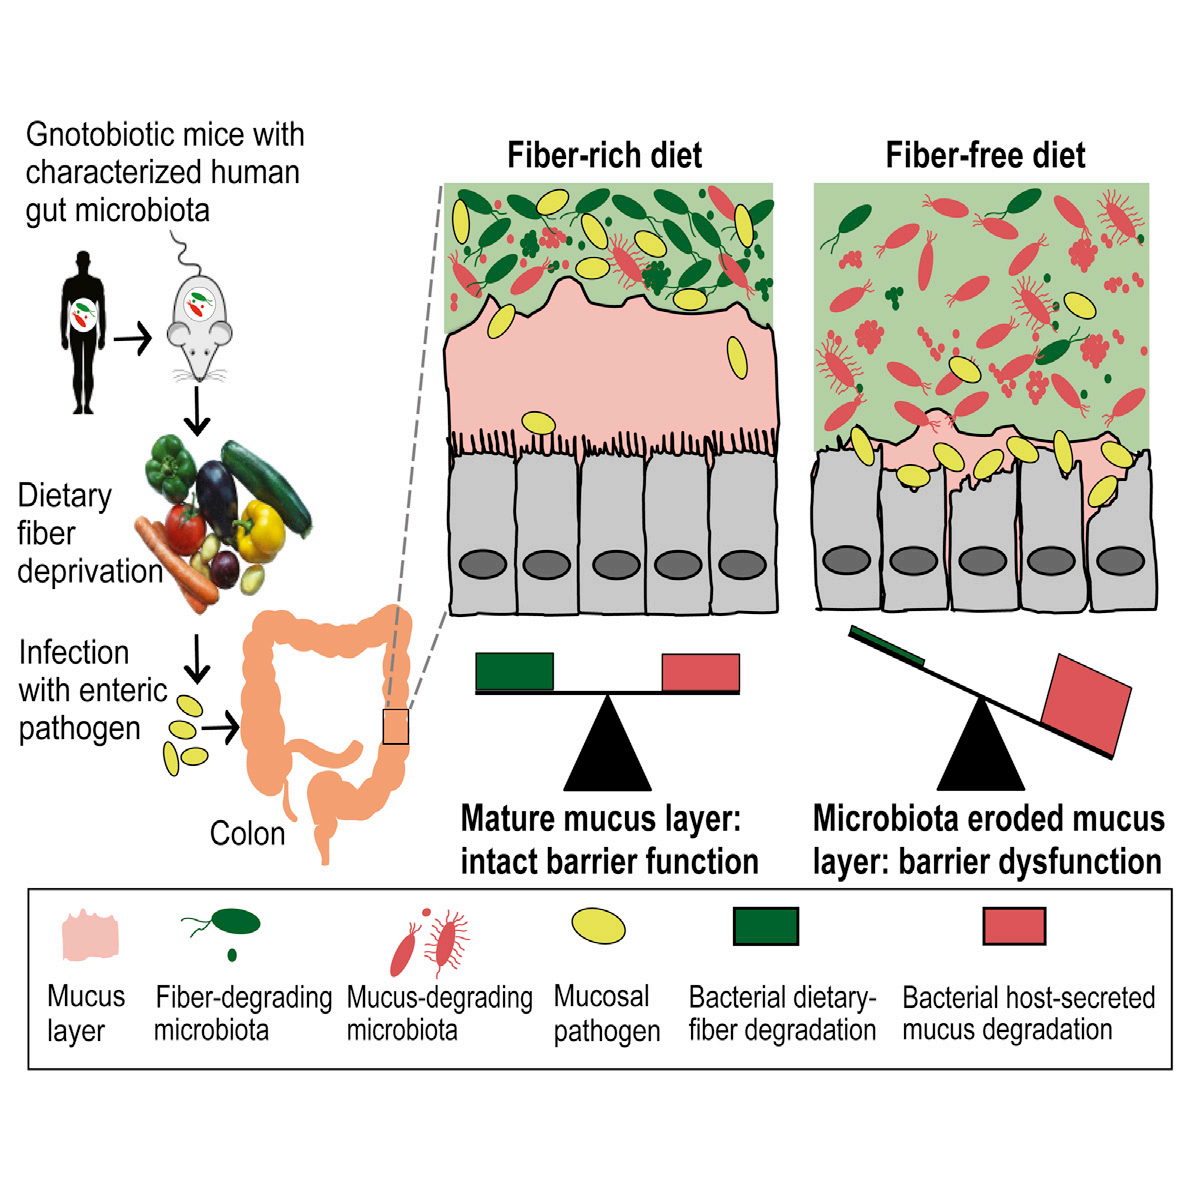 Gnotobiotic mice with
characterized human
gut microbiota
Dietary
fiber
deprivation
Infection
with enteric
pathogen
Colon
Fiber-rich diet
Fiber-free diet
Mature mucus layer:
intact barrier function
Microbiota eroded mucus
layer: barrier dysfunction
Mucus
layer
Fiber-degrading
microbiota
Mucus-degrading
microbiota
Mucosal
pathogen
Bacterial dietary-
fiber degradation
Bacterial host-secreted
mucus degradation